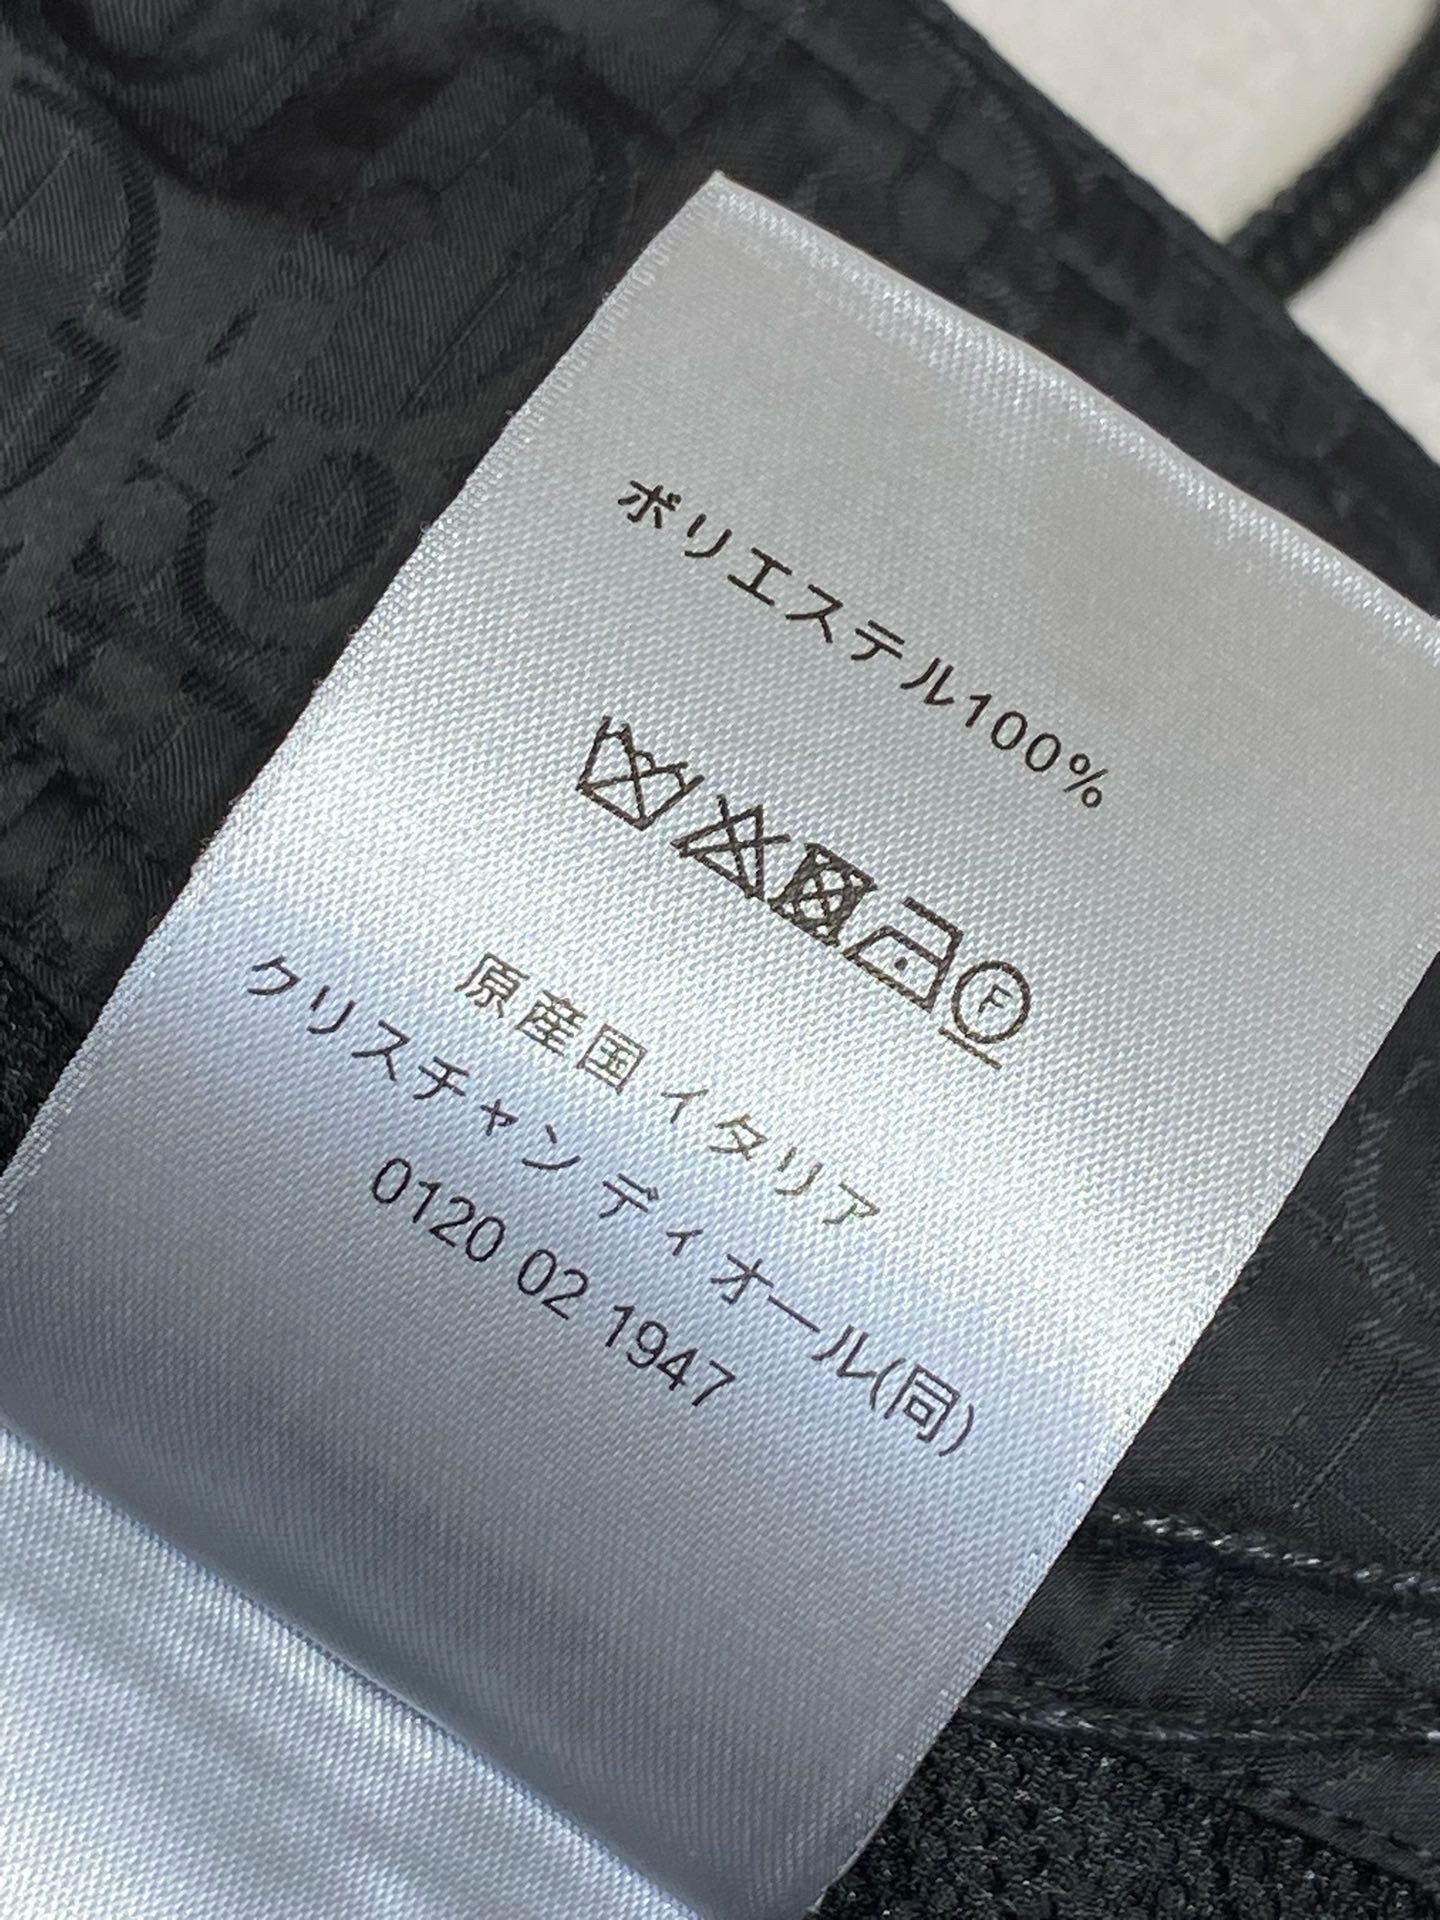 ポリエステル100%
F
原産国 イタリア
クリスチャン ディオール(同)
0120 02 1947